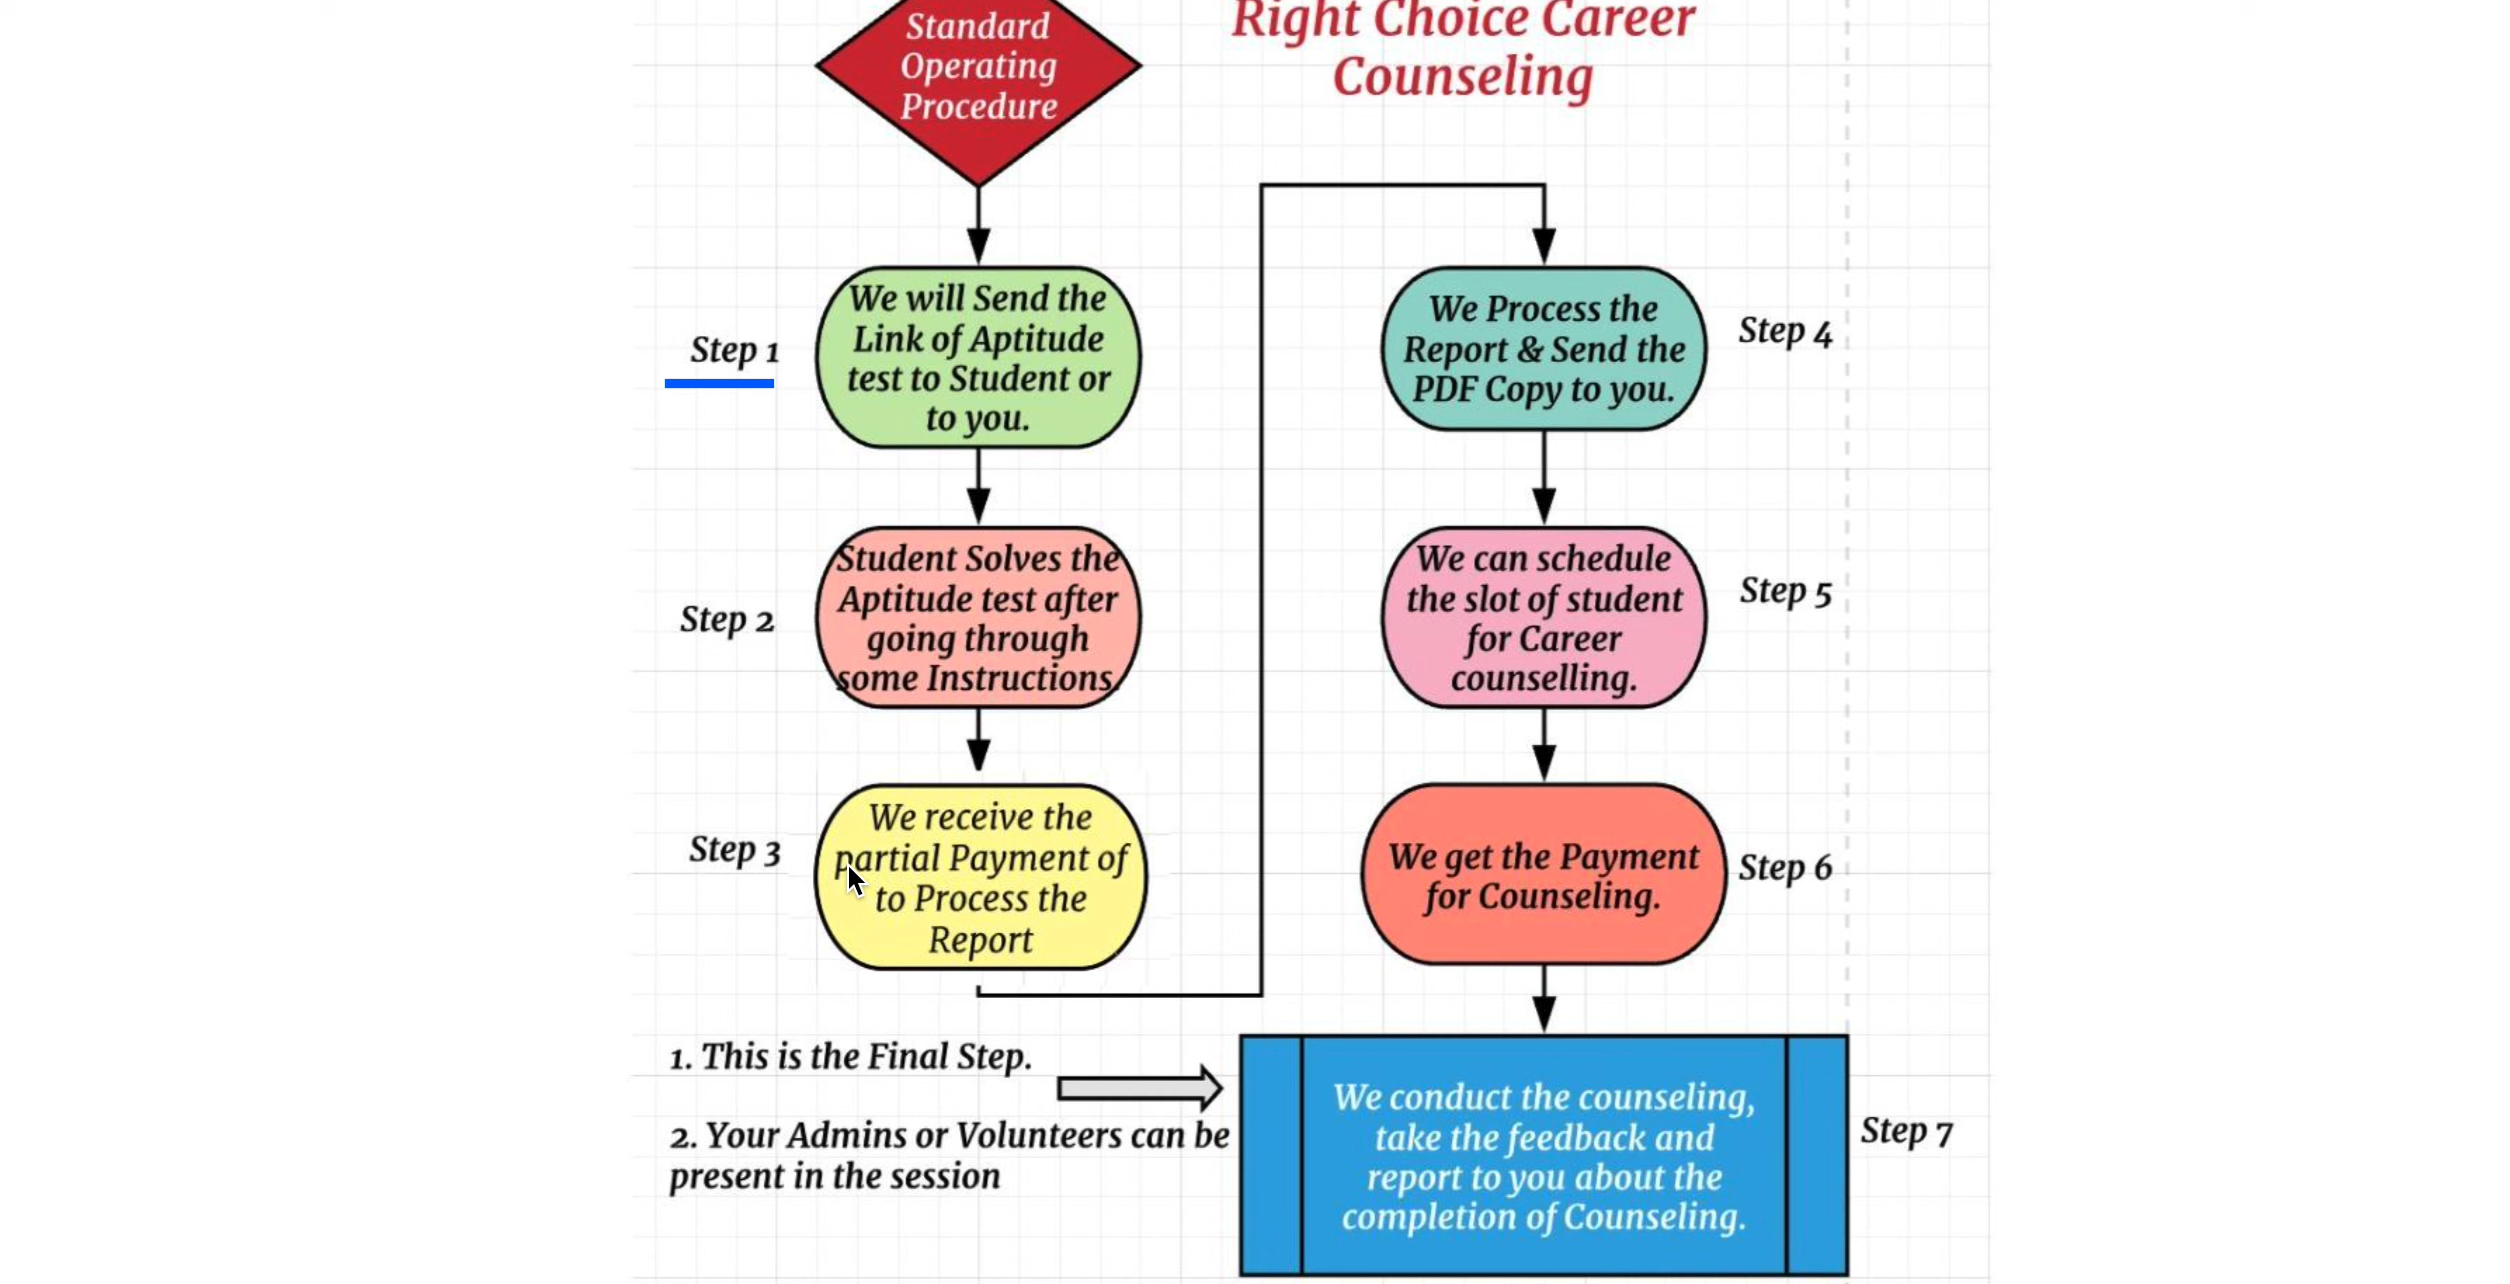 Standard
Operating
Procedure
Right Choice Career
Counseling
Step 1
We will Send the
Link of Aptitude
test to Student or
to you.
Step 2
Student Solves the
Aptitude test after
going through
some Instructions.
Step 3
We receive the
partial Payment of
to Process the
Report
We Process the
Report & Send the
PDF Copy to you.
Step 4
We can schedule
the slot of student
for Career
counselling.
Step 5
We get the Payment
for Counseling.
Step 6
1. This is the Final Step.
2. Your Admins or Volunteers can be
present in the session
We conduct the counseling,
take the feedback and
report to you about the
completion of Counseling.
Step 7